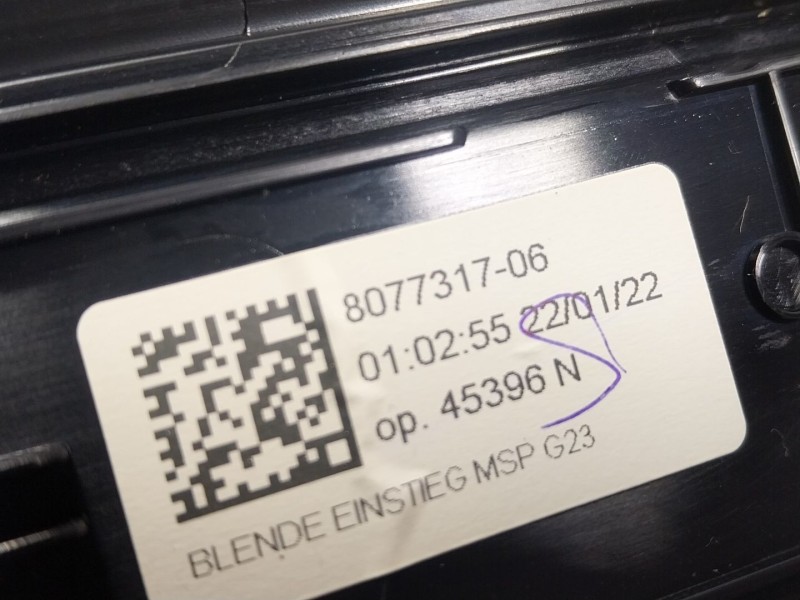 8077317-06
01:02:55 22/01/22
op. 45396 N
BLENDE EINSTIEG MSP G23